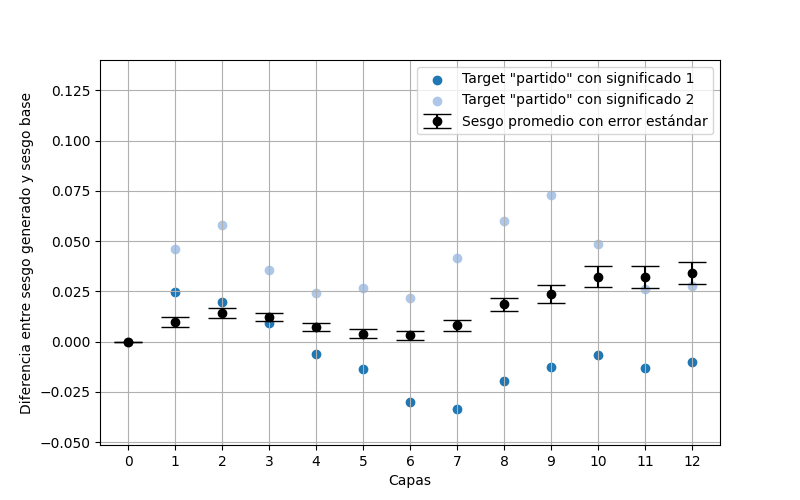 Target "partido" con significado 1
Target "partido" con significado 2
Sesgo promedio con error estándar
Diferencia entre sesgo generado y sesgo base
0.125
0.100
0.075
0.050
0.025
0.000
−0.025
−0.050
0 1 2 3 4 5 6 7 8 9 10 11 12
Capas